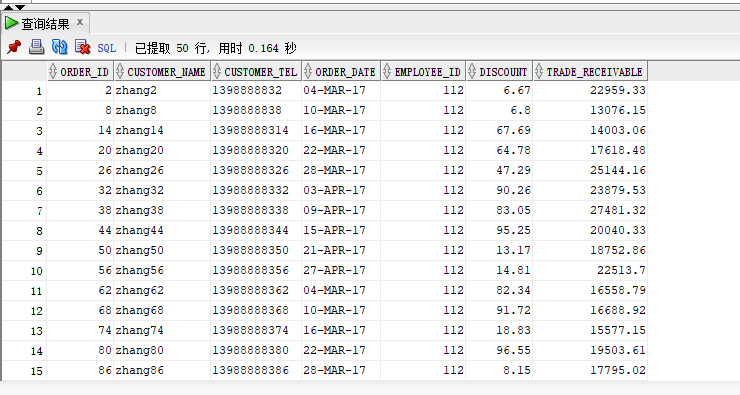 查询结果 x
SQL | 已提取 50 行, 用时 0.164 秒
ORDER_ID CUSTOMER_NAME CUSTOMER_TEL ORDER_DATE EMPLOYEE_ID DISCOUNT TRADE_RECEIVABLE
1 2 zhang2 1398888832 04-MAR-17 112 6.67 22959.33
2 8 zhang8 1398888838 10-MAR-17 112 6.8 13076.15
3 14 zhang14 13988888314 16-MAR-17 112 67.69 14003.06
4 20 zhang20 13988888320 22-MAR-17 112 64.78 17618.48
5 26 zhang26 13988888326 28-MAR-17 112 47.29 25144.16
6 32 zhang32 13988888332 03-APR-17 112 90.26 23879.53
7 38 zhang38 13988888338 09-APR-17 112 83.05 27481.32
8 44 zhang44 13988888344 15-APR-17 112 95.25 20040.33
9 50 zhang50 13988888350 21-APR-17 112 13.17 18752.86
10 56 zhang56 13988888356 27-APR-17 112 14.81 22513.7
11 62 zhang62 13988888362 04-MAR-17 112 82.34 16558.79
12 68 zhang68 13988888368 10-MAR-17 112 91.72 16688.92
13 74 zhang74 13988888374 16-MAR-17 112 18.83 15577.15
14 80 zhang80 13988888380 22-MAR-17 112 96.55 19503.61
15 86 zhang86 13988888386 28-MAR-17 112 8.15 17795.02